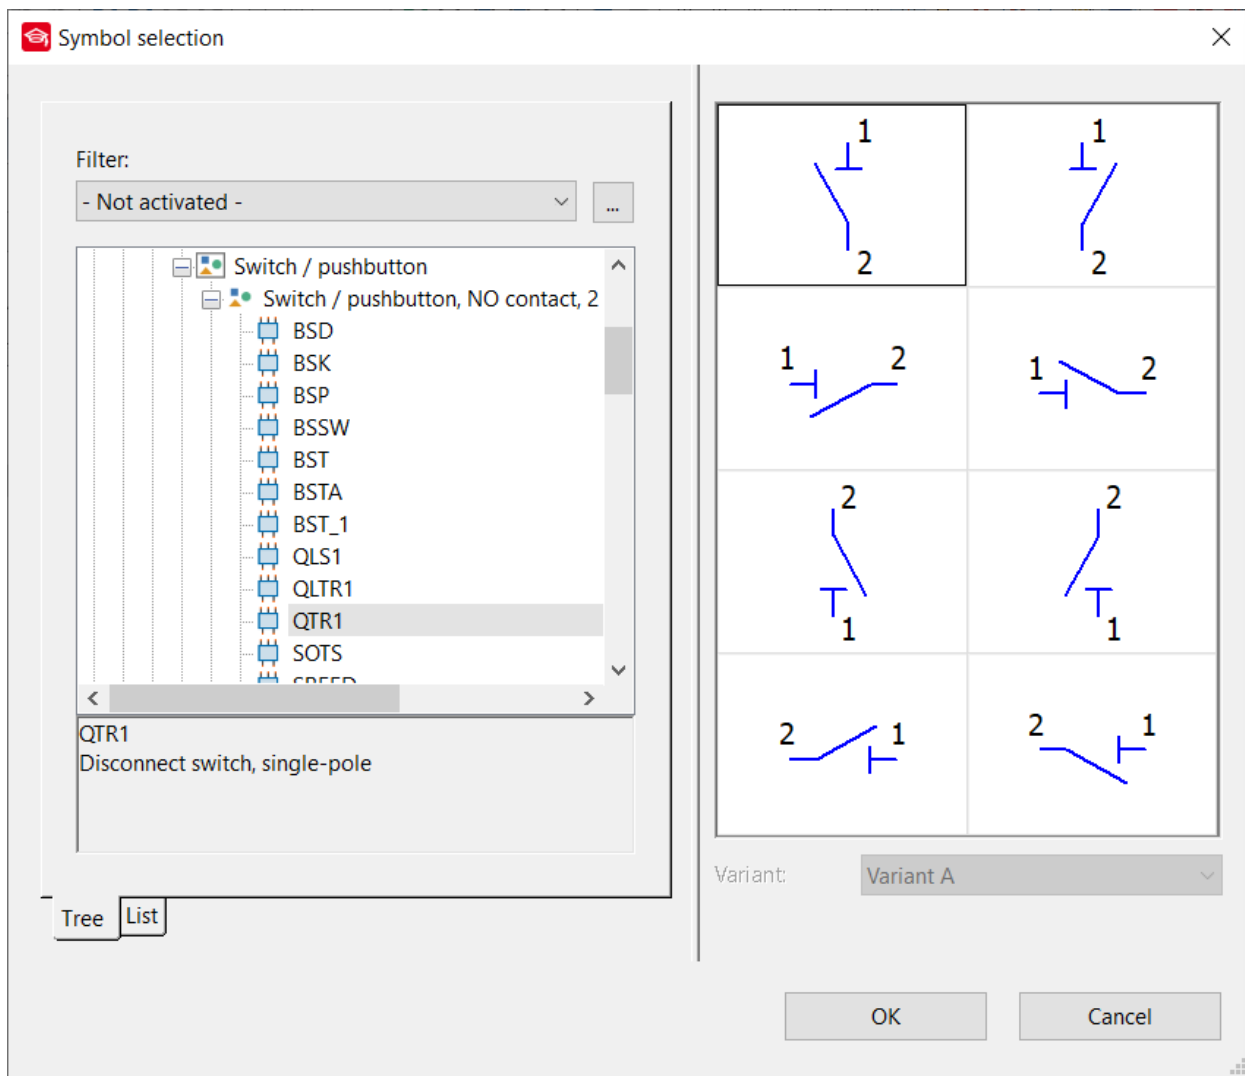 Symbol selection
Filter:
- Not activated -
...
Switch / pushbutton
Switch / pushbutton, NO contact, 2
BSD
BSK
BSP
BSSW
BST
BSTA
BST_1
QLS1
QLTR1
QTR1
SOTS
SPEED
QTR1
Disconnect switch, single-pole
Tree
List
1
1
2
2
1
2
1
2
2
2
1
1
2
1
2
1
Variant:
Variant A
OK
Cancel